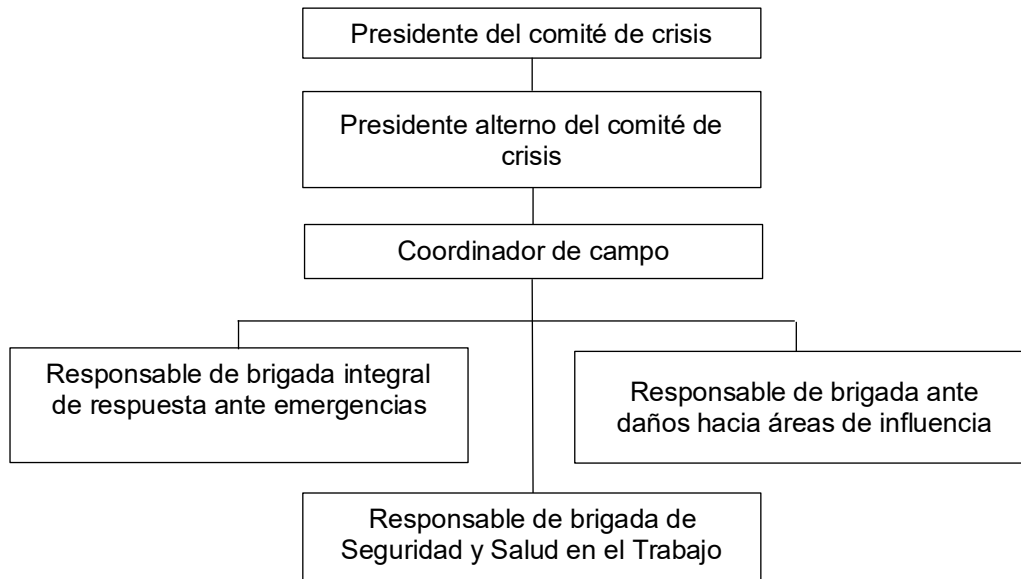 Presidente del comité de crisis
Presidente alterno del comité de
crisis
Coordinador de campo
Responsable de brigada integral
de respuesta ante emergencias
Responsable de brigada ante
daños hacia áreas de influencia
Responsable de brigada de
Seguridad y Salud en el Trabajo